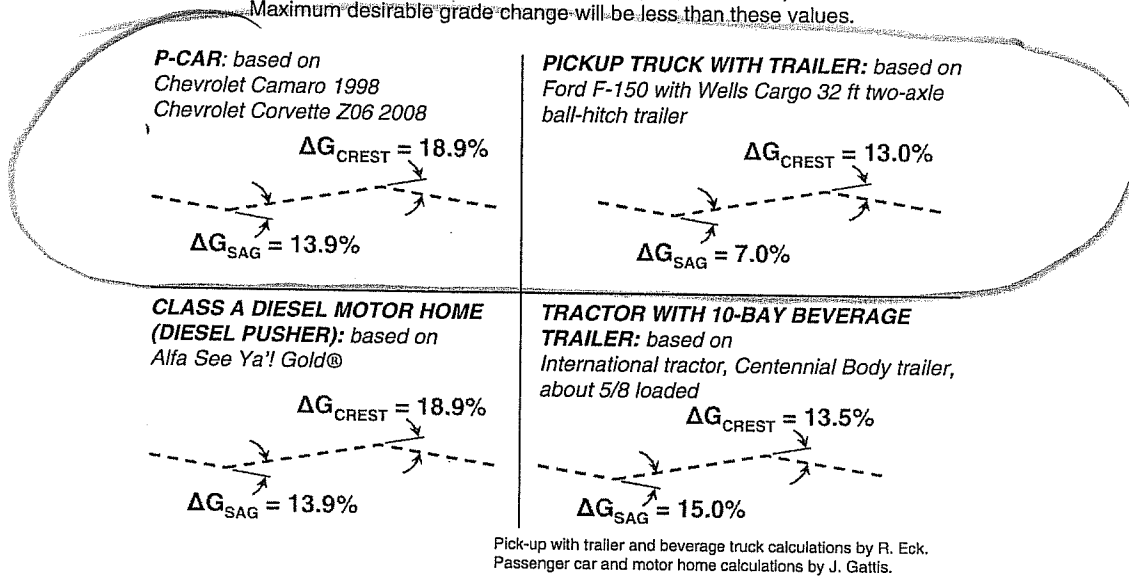 Maximum desirable grade change will be less than these values.
P-CAR: based on
Chevrolet Camaro 1998
Chevrolet Corvette Z06 2008
ΔGCREST = 18.9%
ΔGSAG = 13.9%
PICKUP TRUCK WITH TRAILER: based on
Ford F-150 with Wells Cargo 32 ft two-axle
ball-hitch trailer
ΔGCREST = 13.0%
ΔGSAG = 7.0%
CLASS A DIESEL MOTOR HOME
(DIESEL PUSHER): based on
Alfa See Ya'! Gold®
ΔGCREST = 18.9%
ΔGSAG = 13.9%
TRACTOR WITH 10-BAY BEVERAGE
TRAILER: based on
International tractor, Centennial Body trailer,
about 5/8 loaded
ΔGCREST = 13.5%
ΔGSAG = 15.0%
Pick-up with trailer and beverage truck calculations by R. Eck.
Passenger car and motor home calculations by J. Gattis.